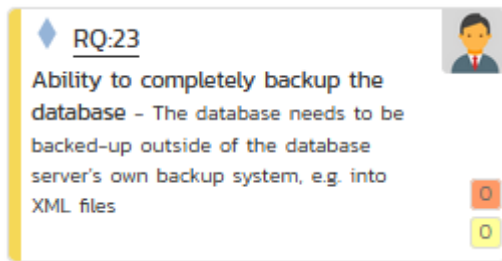 RQ:23
Ability to completely backup the
database - The database needs to be
backed-up outside of the database
server's own backup system, e.g. into
XML files
0
0